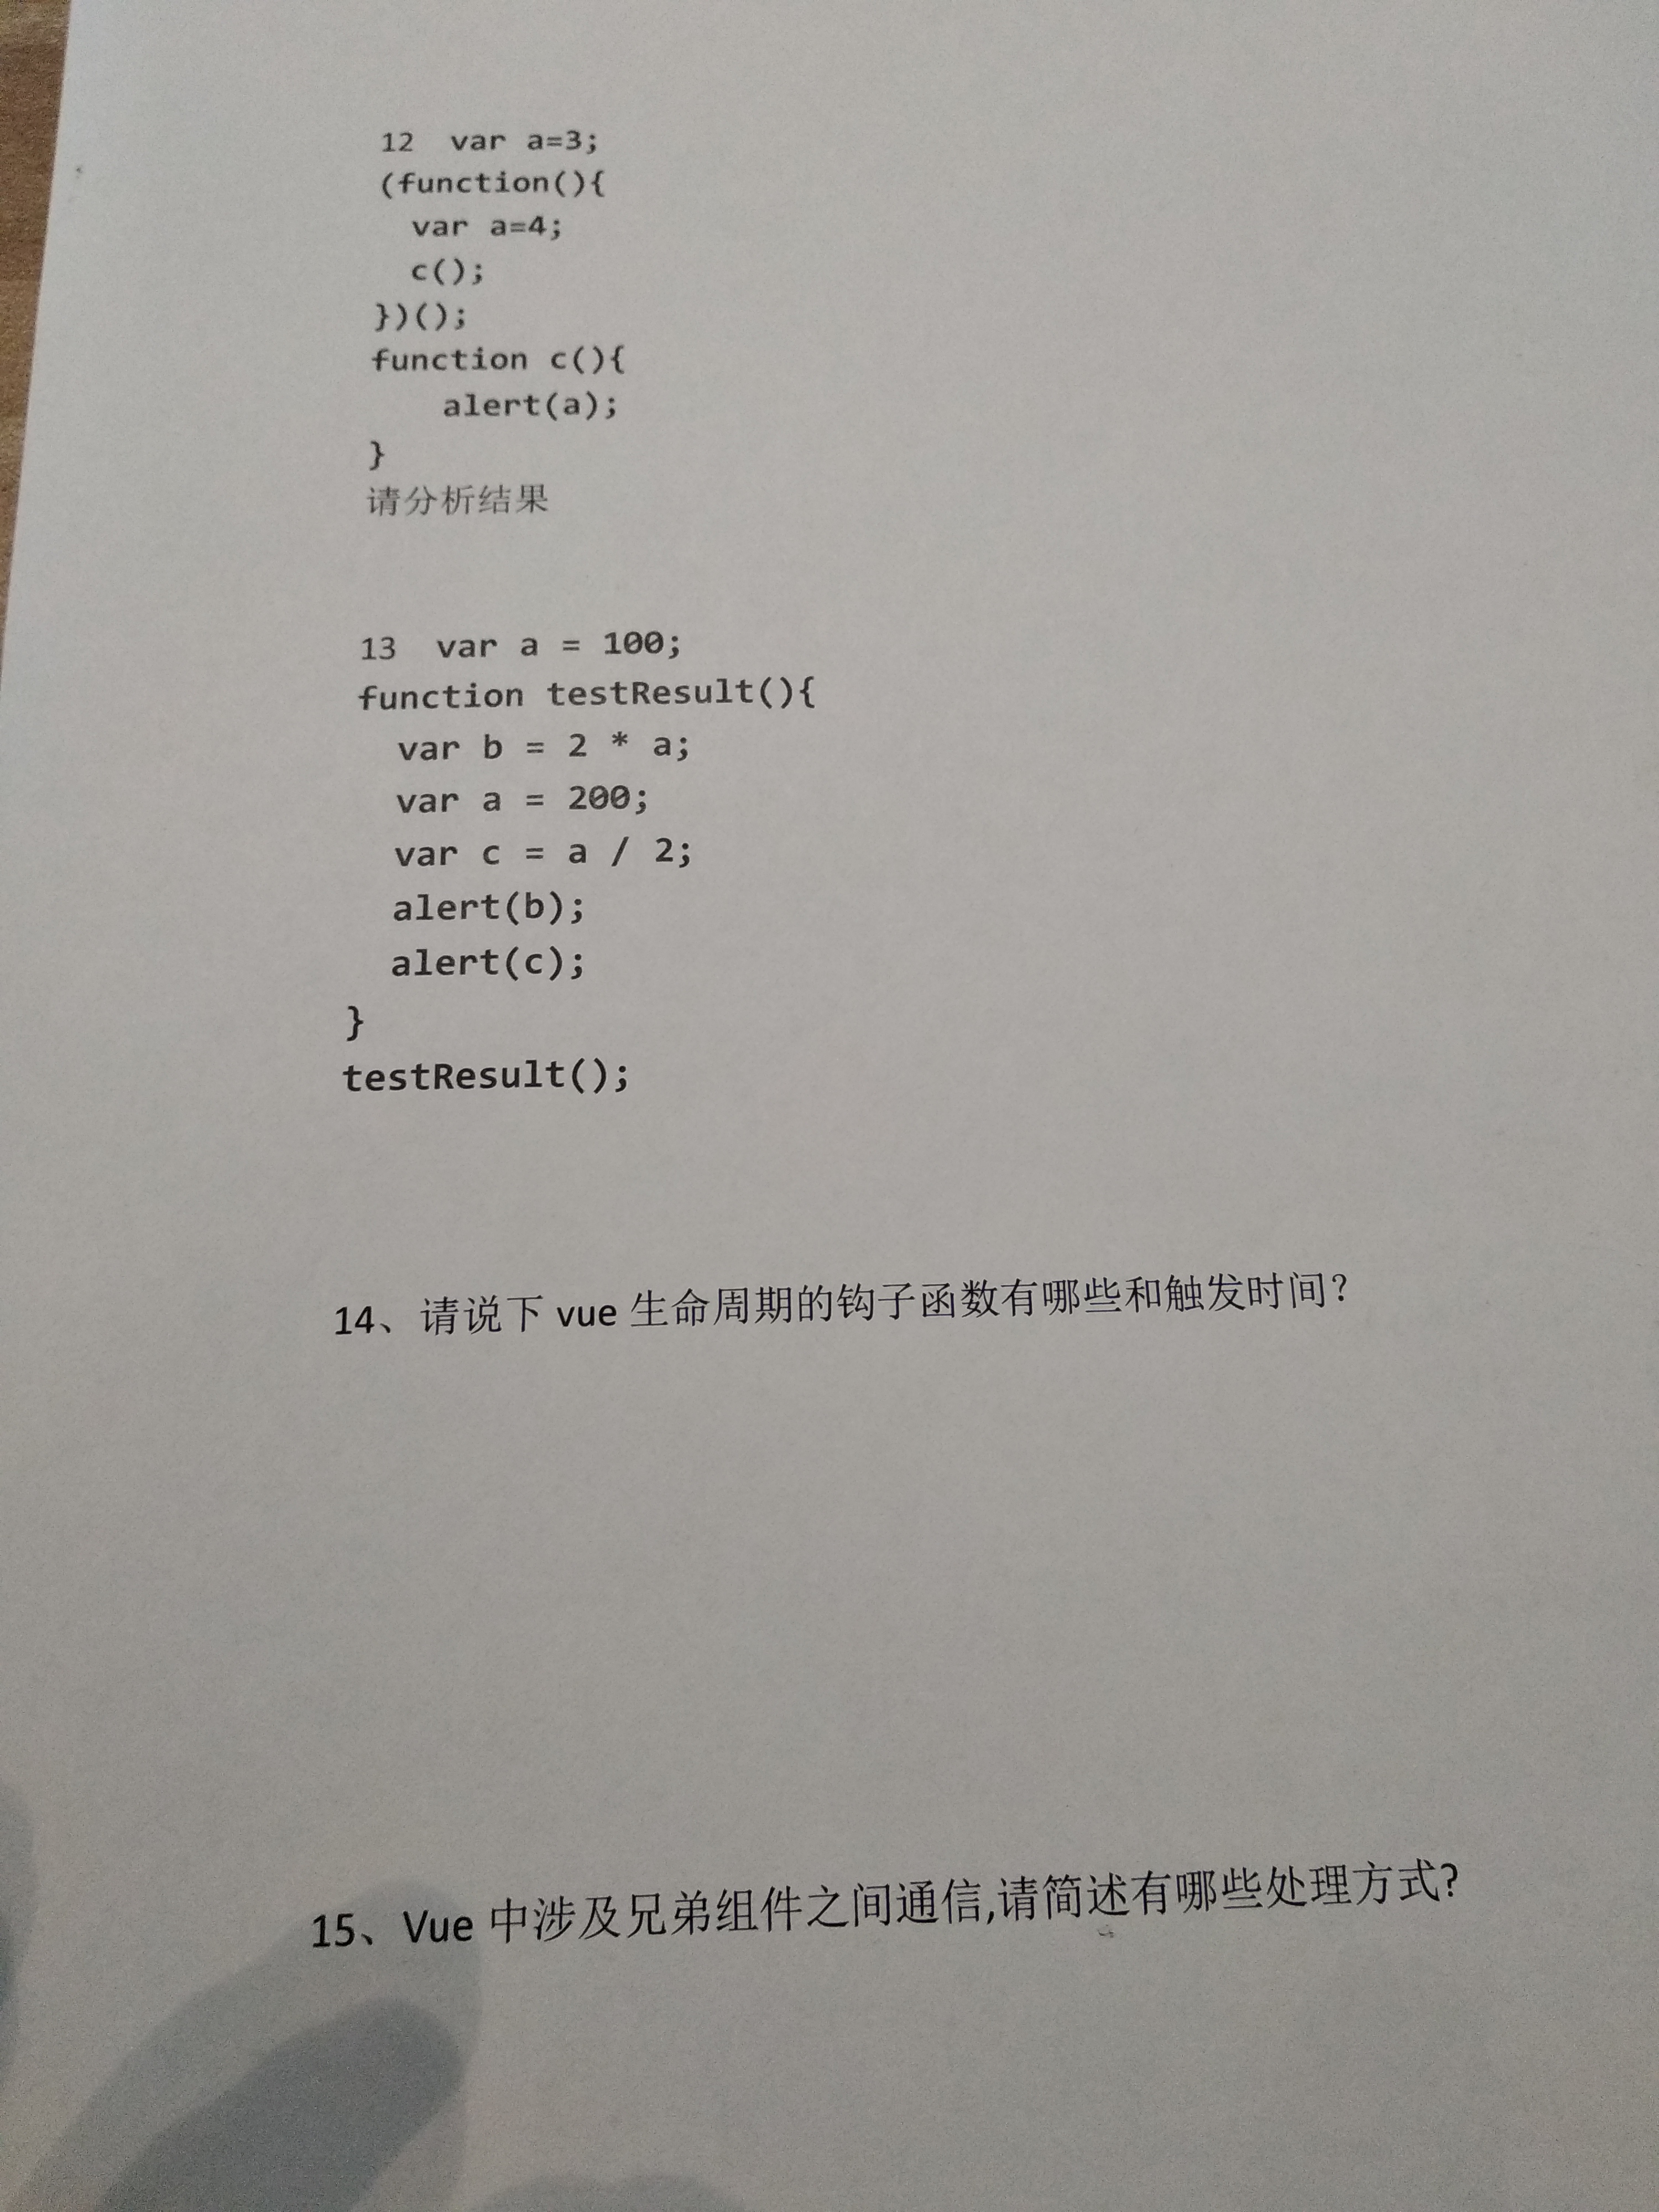 12 var a=3;
(function(){
var a=4;
c();
})();
function c(){
alert(a);
}
请分析结果
13 var a = 100;
function testResult(){
var b = 2 * a;
var a = 200;
var c = a / 2;
alert(b);
alert(c);
}
testResult();
14、请说下 vue 生命周期的钩子函数有哪些和触发时间?
15、Vue 中涉及兄弟组件之间通信,请简述有哪些处理方式?